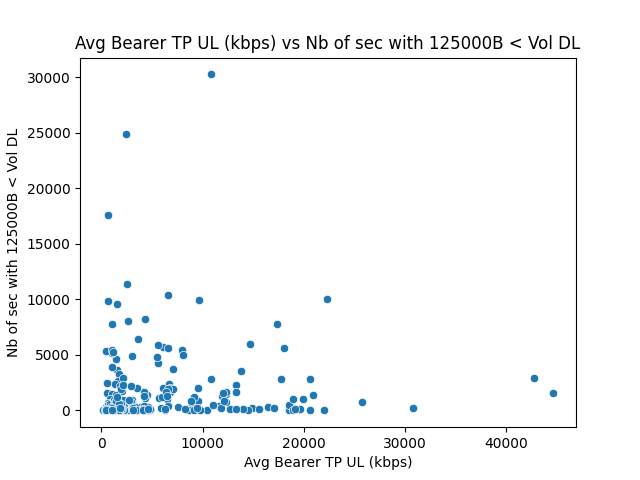 Avg Bearer TP UL (kbps) vs Nb of sec with 125000B < Vol DL
30000
25000
20000
15000
10000
5000
0
Nb of sec with 125000B < Vol DL
0 10000 20000 30000 40000
Avg Bearer TP UL (kbps)